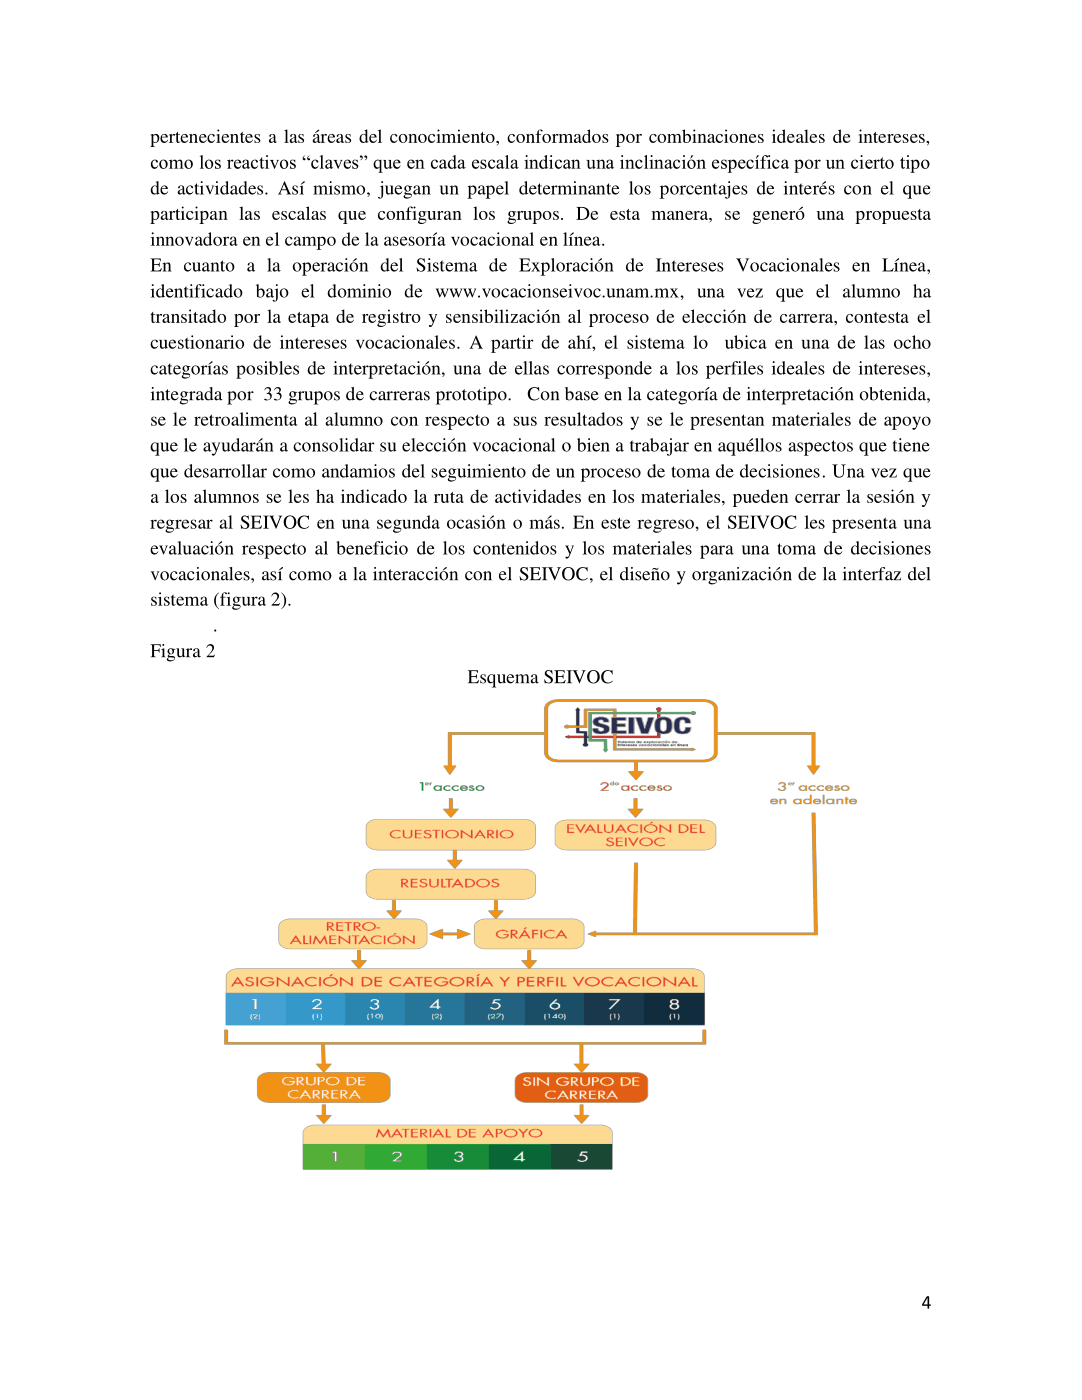 pertenecientes a las áreas del conocimiento, conformados por combinaciones ideales de intereses,
como los reactivos “claves” que en cada escala indican una inclinación específica por un cierto tipo
de actividades. Así mismo, juegan un papel determinante los porcentajes de interés con el que
participan las escalas que configuran los grupos. De esta manera, se generó una propuesta
innovadora en el campo de la asesoría vocacional en línea.
En cuanto a la operación del Sistema de Exploración de Intereses Vocacionales en Línea,
identificado bajo el dominio de www.vocacionseivoc.unam.mx, una vez que el alumno ha
transitado por la etapa de registro y sensibilización al proceso de elección de carrera, contesta el
cuestionario de intereses vocacionales. A partir de ahí, el sistema lo ubica en una de las ocho
categorías posibles de interpretación, una de ellas corresponde a los perfiles ideales de intereses,
integrada por 33 grupos de carreras prototipo. Con base en la categoría de interpretación obtenida,
se le retroalimenta al alumno con respecto a sus resultados y se le presentan materiales de apoyo
que le ayudarán a consolidar su elección vocacional o bien a trabajar en aquéllos aspectos que tiene
que desarrollar como andamios del seguimiento de un proceso de toma de decisiones. Una vez que
a los alumnos se les ha indicado la ruta de actividades en los materiales, pueden cerrar la sesión y
regresar al SEIVOC en una segunda ocasión o más. En este regreso, el SEIVOC les presenta una
evaluación respecto al beneficio de los contenidos y los materiales para una toma de decisiones
vocacionales, así como a la interacción con el SEIVOC, el diseño y organización de la interfaz del
sistema (figura 2).
.
Figura 2
Esquema SEIVOC
SEIVOC
Sistema de exploración de
intereses vocacionales en línea
1er acceso
2do acceso
3er acceso
en adelante
CUESTIONARIO
EVALUACIÓN DEL
SEIVOC
RESULTADOS
RETRO-
ALIMENTACIÓN
GRÁFICA
ASIGNACIÓN DE CATEGORÍA Y PERFIL VOCACIONAL
1 2 3 4 5 6 7 8
(2) (1) (10) (2) (27) (140) (1) (1)
GRUPO DE
CARRERA
SIN GRUPO DE
CARRERA
MATERIAL DE APOYO
1 2 3 4 5
4